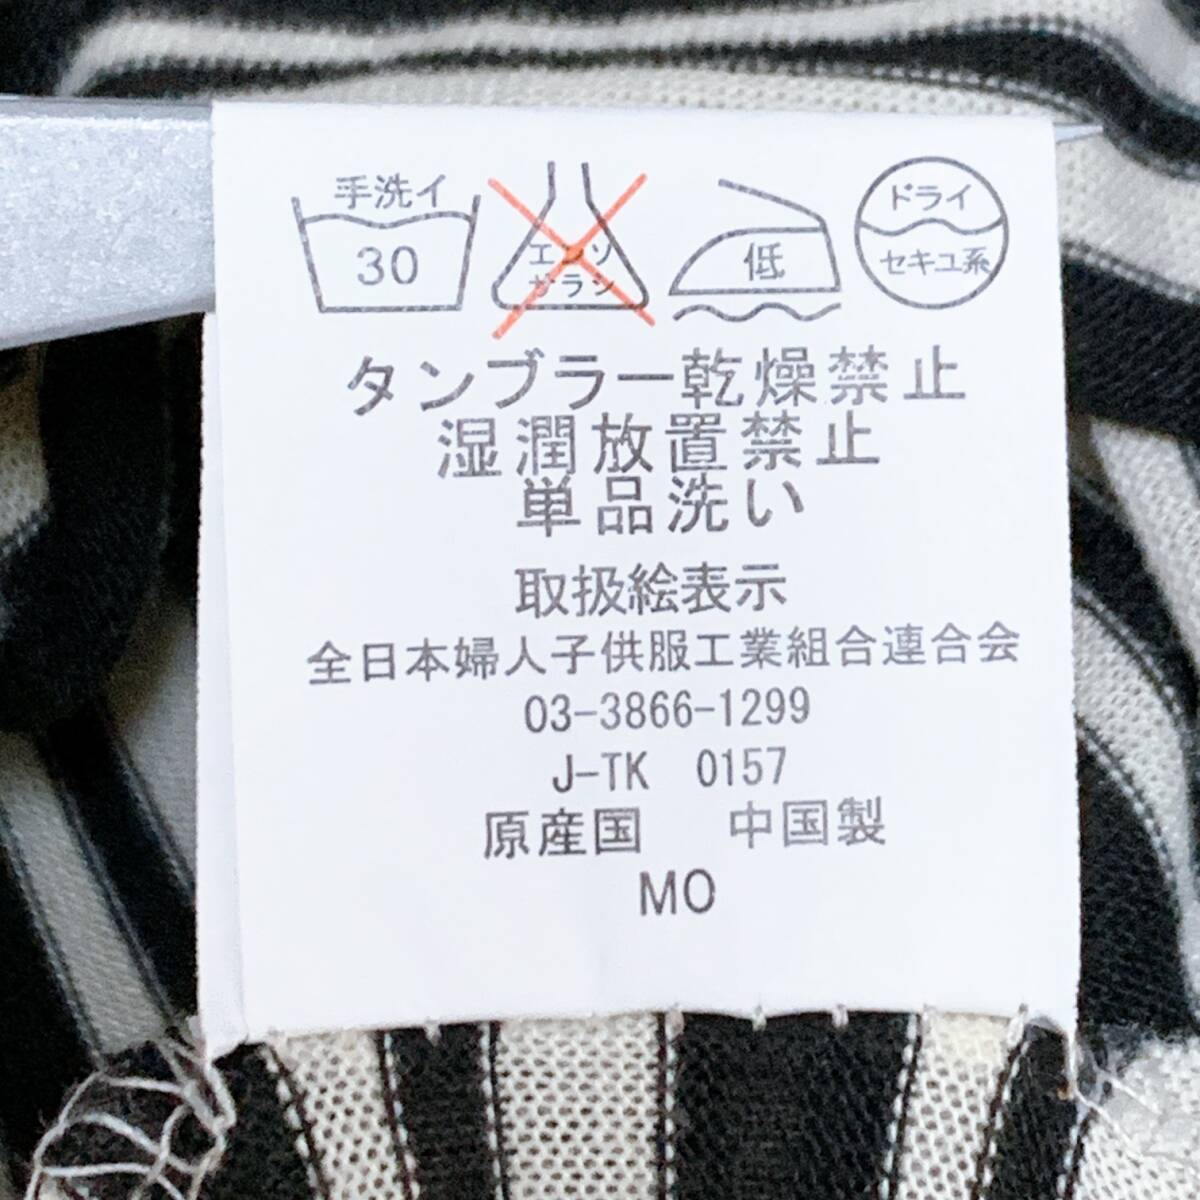 手洗イ
30
エンソ
サラシ
低
ドライ
セキユ系
タンブラー乾燥禁止
湿潤放置禁止
単品洗い
取扱絵表示
全日本婦人子供服工業組合連合会
03-3866-1299
J-TK 0157
原産国 中国製
MO